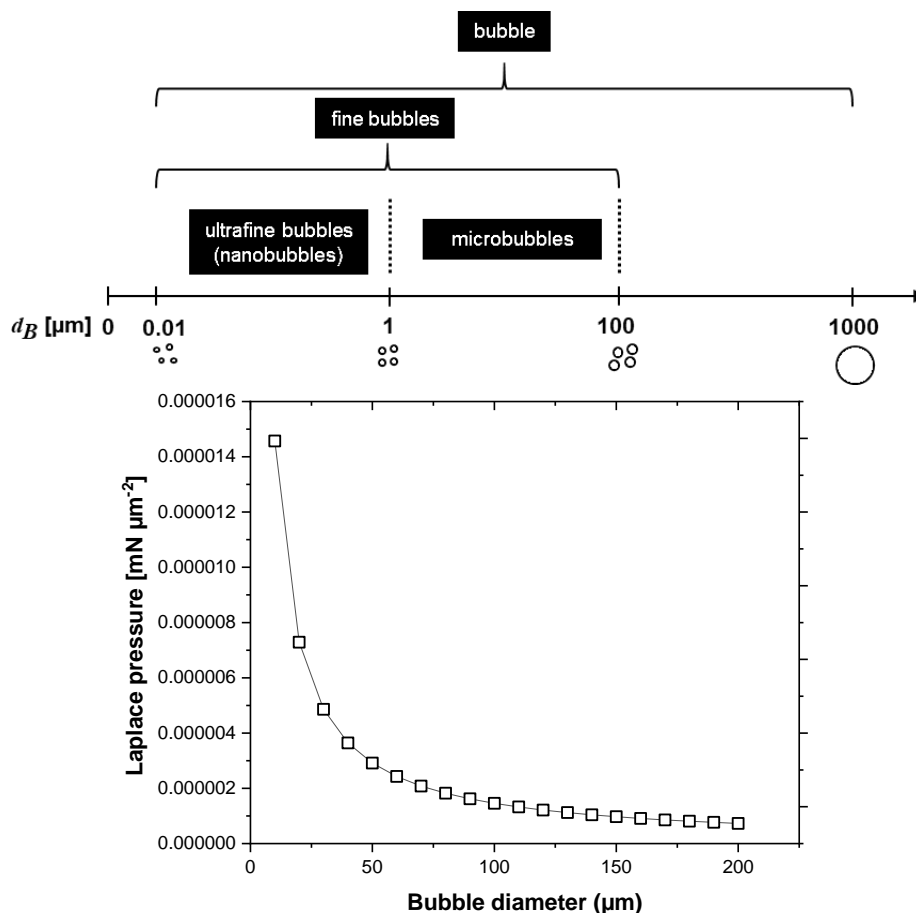 bubble
fine bubbles
ultrafine bubbles
(nanobubbles)
microbubbles
d_B [µm] 0 0.01 1 100 1000
0.000016
0.000014
0.000012
0.000010
0.000008
0.000006
0.000004
0.000002
0.000000
Laplace pressure [mN µm⁻²]
0 50 100 150 200
Bubble diameter (µm)